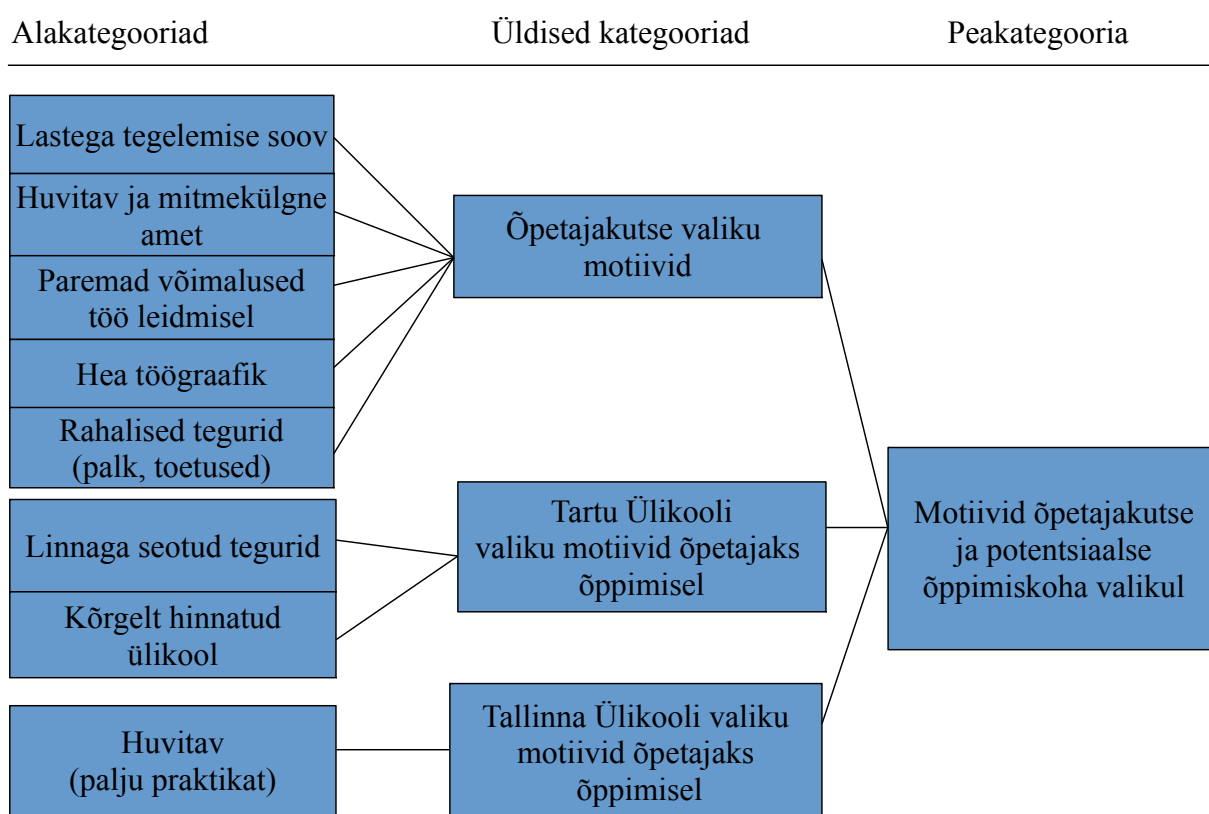 Alakategooriad
Üldised kategooriad
Peakategooria
Lastega tegelemise soov
Huvitav ja mitmekülgne
amet
Paremad võimalused
töö leidmisel
Hea töögraafik
Rahalised tegurid
(palk, toetused)
Linnaga seotud tegurid
Kõrgelt hinnatud
ülikool
Huvitav
(palju praktikat)
Õpetajakutse valiku
motiivid
Tartu Ülikooli
valiku motiivid õpetajaks
õppimisel
Tallinna Ülikooli valiku
motiivid õpetajaks
õppimisel
Motiivid õpetajakutse
ja potentsiaalse
õppimiskoha valikul